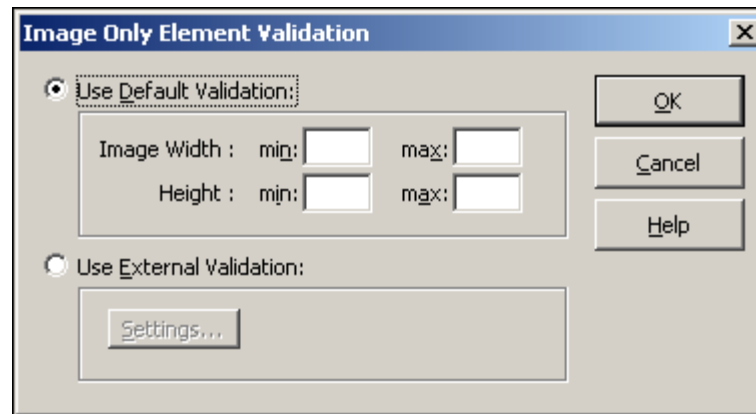 Image Only Element Validation
Use Default Validation:
OK
Image Width : min: max:
Cancel
Height : min: max:
Help
Use External Validation:
Settings...